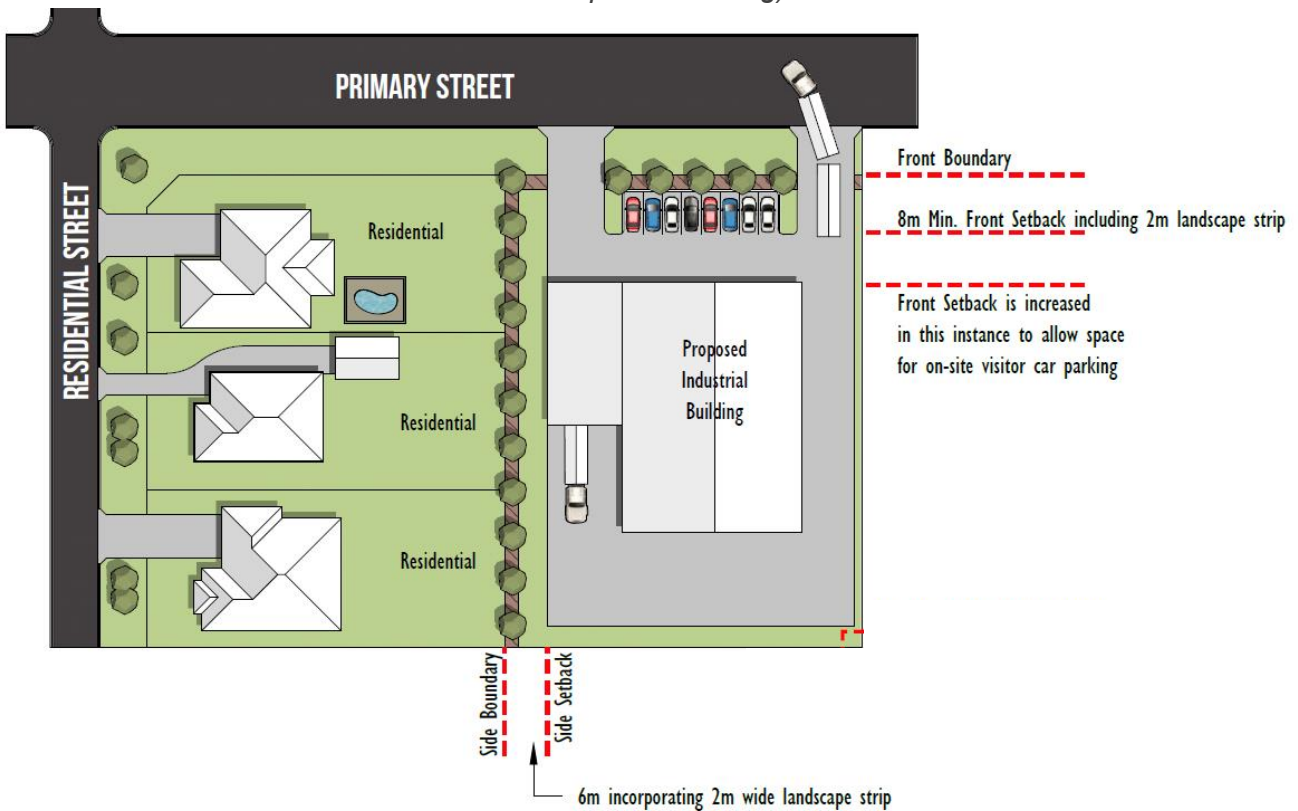 PRIMARY STREET
RESIDENTIAL STREET
Front Boundary
Residential
8m Min. Front Setback including 2m landscape strip
Front Setback is increased
in this instance to allow space
for on-site visitor car parking
Proposed
Industrial
Building
Residential
Residential
Side Boundary
Side Setback
6m incorporating 2m wide landscape strip